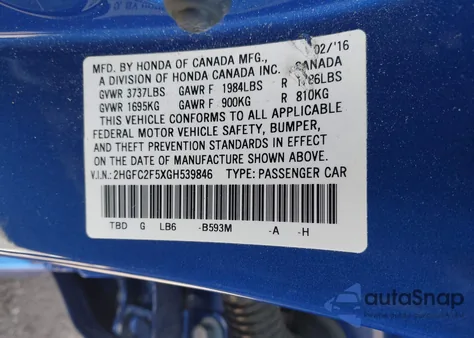 MFD. BY HONDA OF CANADA MFG., 02/'16
A DIVISION OF HONDA CANADA INC. CANADA
GVWR 3737LBS GAWR F 1984LBS R 1786LBS
GVWR 1695KG GAWR F 900KG R 810KG
THIS VEHICLE CONFORMS TO ALL APPLICABLE
FEDERAL MOTOR VEHICLE SAFETY, BUMPER,
AND THEFT PREVENTION STANDARDS IN EFFECT
ON THE DATE OF MANUFACTURE SHOWN ABOVE.
V.I.N.: 2HGFC2F5XGH539846 TYPE: PASSENGER CAR
TBD G LB6 -B593M -A -H
autoSnap